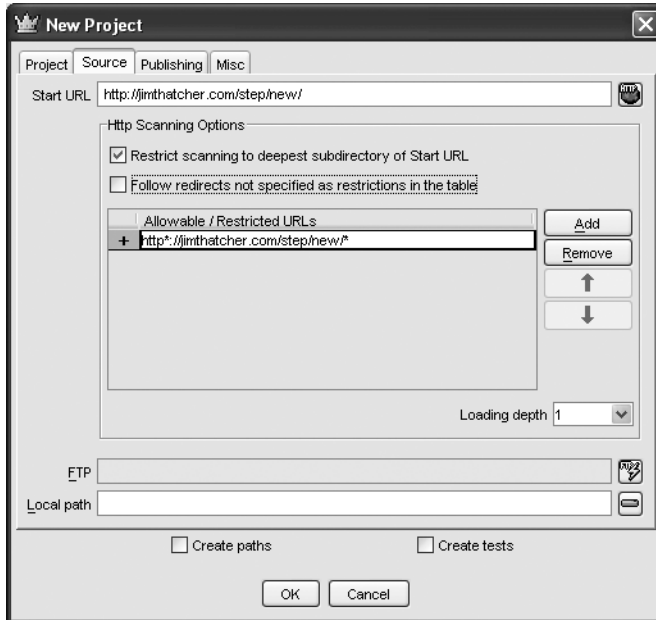 New Project
Project Source Publishing Misc
Start URL http://jimthatcher.com/step/new/
HTTP
Http Scanning Options
Restrict scanning to deepest subdirectory of Start URL
Follow redirects not specified as restrictions in the table
Allowable / Restricted URLs
+ http*://jimthatcher.com/step/new/*
Add
Remove
Loading depth 1
FTP
Local path
Create paths Create tests
OK Cancel